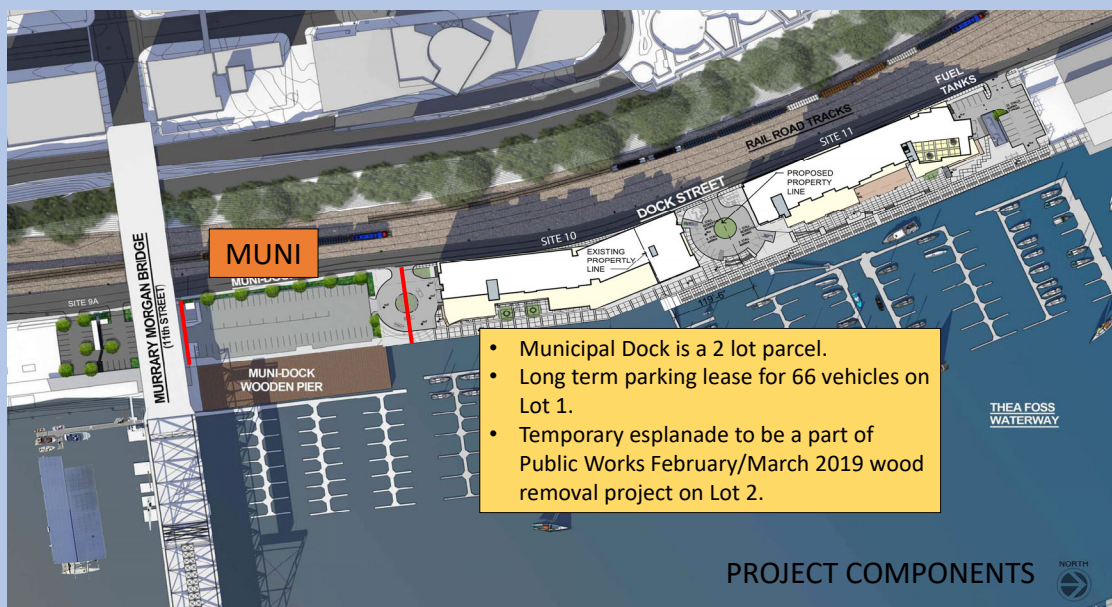 FUEL
TANKS
RAIL ROAD TRACKS
SITE 11
PROPOSED
PROPERTY
LINE
DOCK STREET
SITE 10
EXISTING
PROPERTLY
LINE
MUNI
MUNI-DOCK
SITE 9A
MURRARY MORGAN BRIDGE
(11th STREET)
119'-6"
MUNI-DOCK
WOODEN PIER
• Municipal Dock is a 2 lot parcel.
• Long term parking lease for 66 vehicles on
Lot 1.
• Temporary esplanade to be a part of
Public Works February/March 2019 wood
removal project on Lot 2.
THEA FOSS
WATERWAY
PROJECT COMPONENTS
NORTH